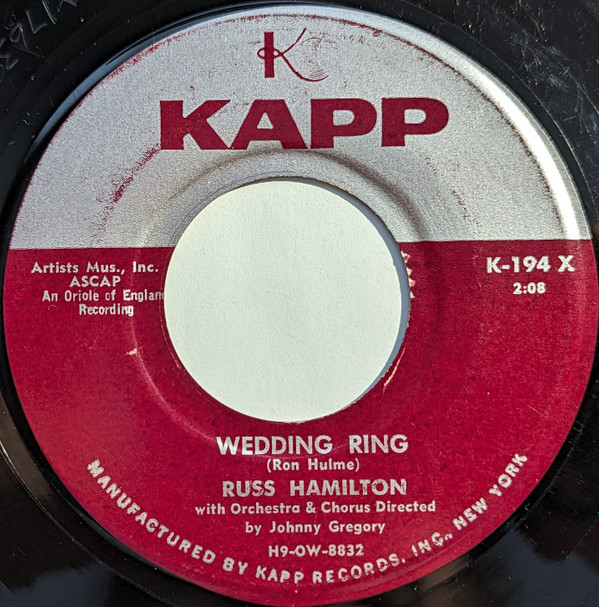 K
KAPP
Artists Mus., Inc.
ASCAP
An Oriole of England
Recording
K-194 X
2:08
WEDDING RING
(Ron Hulme)
RUSS HAMILTON
with Orchestra & Chorus Directed
by Johnny Gregory
H9-OW-8832
MANUFACTURED BY KAPP RECORDS, INC., NEW YORK